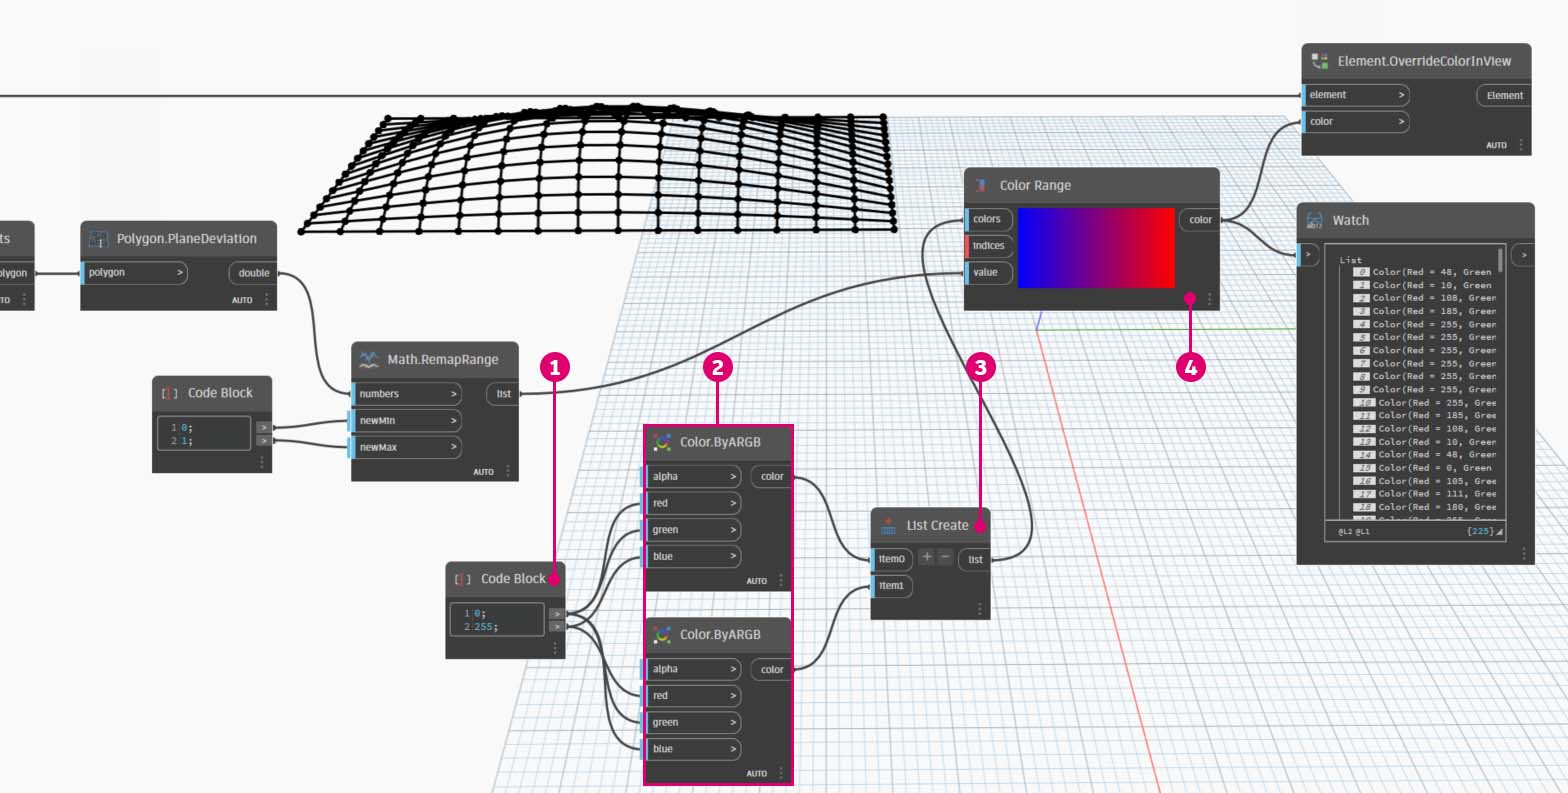 Element.OverrideColorInView
element >
Element
color >
AUTO
Color Range
colors
indices
value
color
Watch
>
>
List
0 Color(Red = 48, Green
1 Color(Red = 10, Green
2 Color(Red = 108, Green
3 Color(Red = 185, Green
4 Color(Red = 255, Green
5 Color(Red = 255, Green
6 Color(Red = 255, Green
7 Color(Red = 255, Green
8 Color(Red = 255, Green
9 Color(Red = 255, Green
10 Color(Red = 255, Gree
11 Color(Red = 185, Gree
12 Color(Red = 108, Gree
13 Color(Red = 10, Green
14 Color(Red = 48, Green
15 Color(Red = 0, Green
16 Color(Red = 105, Gree
17 Color(Red = 111, Gree
18 Color(Red = 180, Gree
@L2 @L1
{225}
ts
olygon
TO
Polygon.PlaneDeviation
polygon >
double
AUTO
Math.RemapRange
numbers >
list
newMin >
newMax >
AUTO
Code Block
1 0; >
2 1; >
1
2
3
4
Color.ByARGB
alpha >
color
red >
green >
blue >
AUTO
Code Block
1 0; >
2 255; >
Color.ByARGB
alpha >
color
red >
green >
blue >
AUTO
List Create
item0
+ −
list
item1